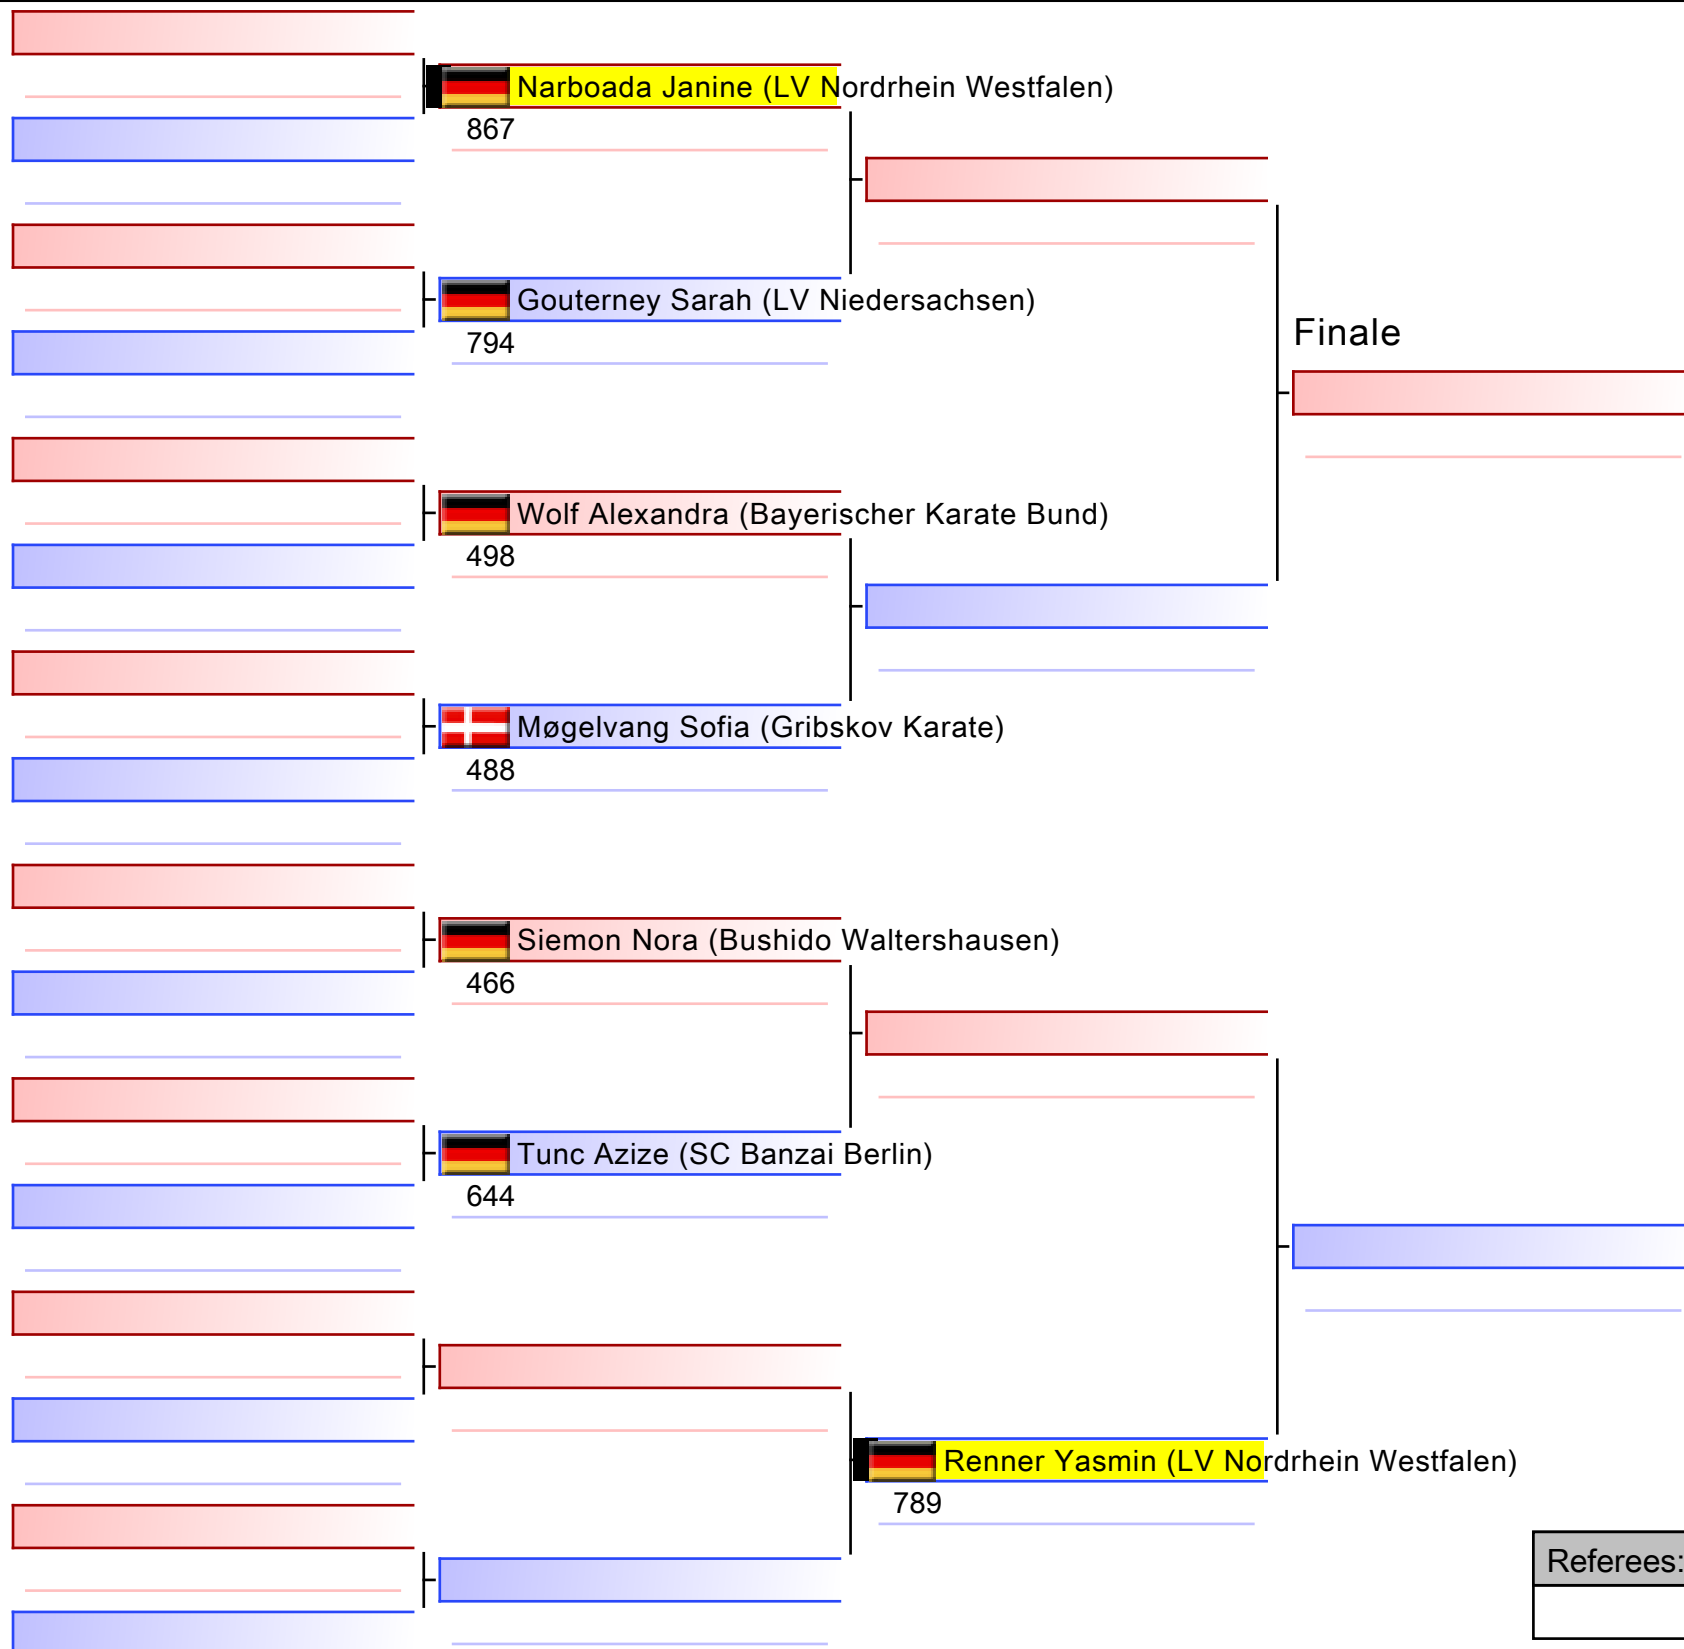 Narboada Janine (LV Nordrhein Westfalen)
867
Gouterney Sarah (LV Niedersachsen)
794
Finale
Wolf Alexandra (Bayerischer Karate Bund)
498
Møgelvang Sofia (Gribskov Karate)
488
Siemon Nora (Bushido Waltershausen)
466
Tunc Azize (SC Banzai Berlin)
644
Renner Yasmin (LV Nordrhein Westfalen)
789
Referees: